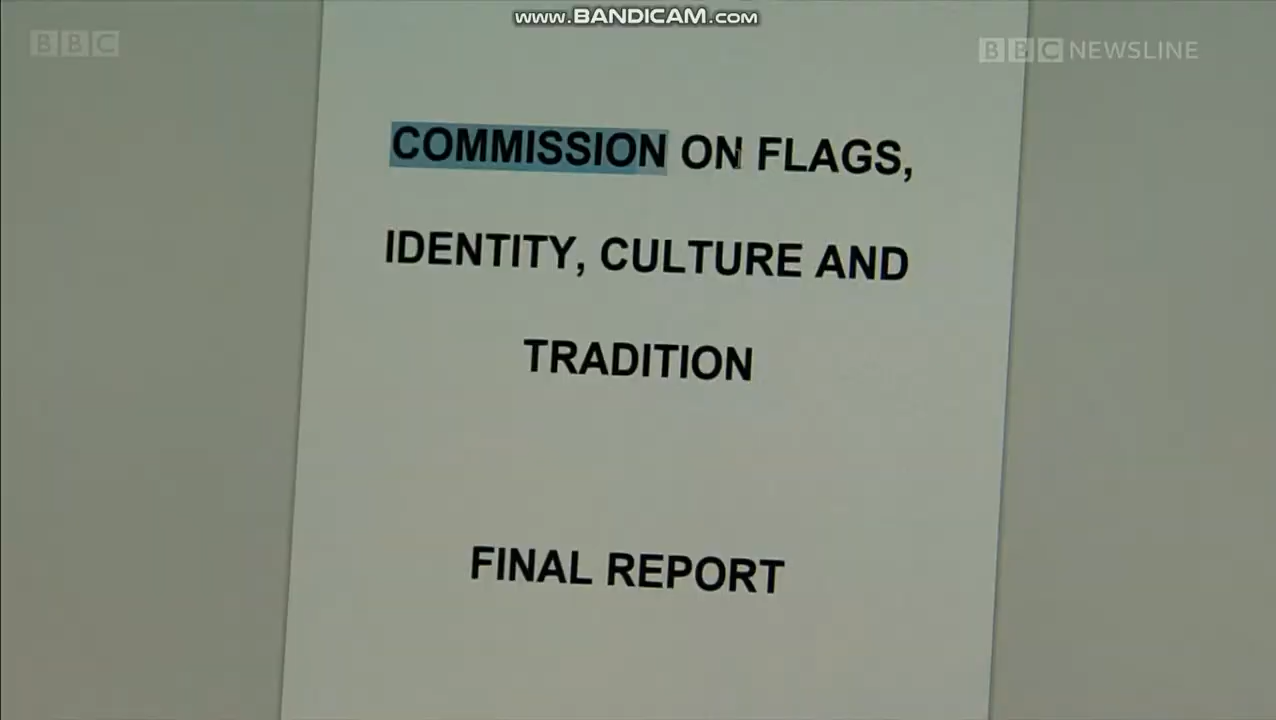 www.BANDICAM.com
BBC
BBC NEWSLINE
COMMISSION ON FLAGS,
IDENTITY, CULTURE AND
TRADITION
FINAL REPORT